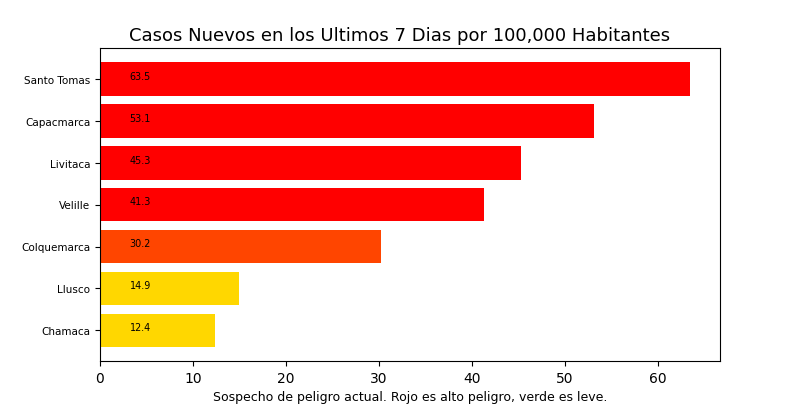 Casos Nuevos en los Ultimos 7 Dias por 100,000 Habitantes
Santo Tomas 63.5
Capacmarca 53.1
Livitaca 45.3
Velille 41.3
Colquemarca 30.2
Llusco 14.9
Chamaca 12.4
0 10 20 30 40 50 60
Sospecho de peligro actual. Rojo es alto peligro, verde es leve.